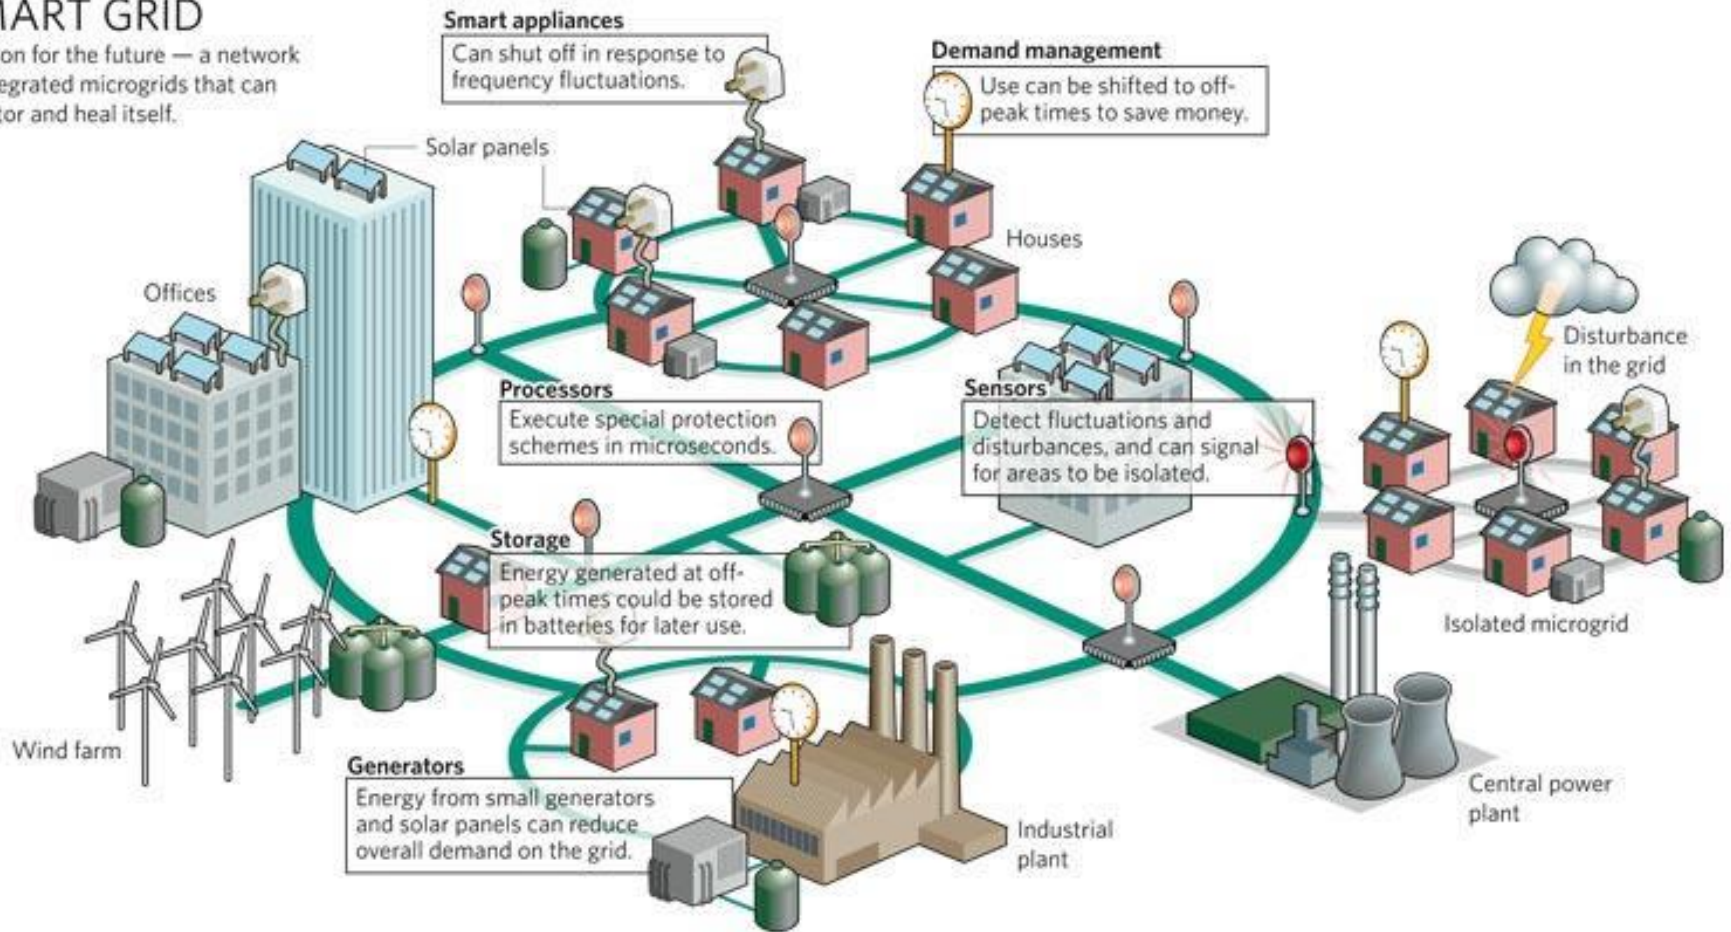 MART GRID
on for the future — a network
egrated microgrids that can
tor and heal itself.
Smart appliances
Can shut off in response to
frequency fluctuations.
Demand management
Use can be shifted to off-
peak times to save money.
Solar panels
Houses
Offices
Disturbance
in the grid
Processors
Execute special protection
schemes in microseconds.
Sensors
Detect fluctuations and
disturbances, and can signal
for areas to be isolated.
Storage
Energy generated at off-
peak times could be stored
in batteries for later use.
Isolated microgrid
Wind farm
Generators
Energy from small generators
and solar panels can reduce
overall demand on the grid.
Central power
plant
Industrial
plant